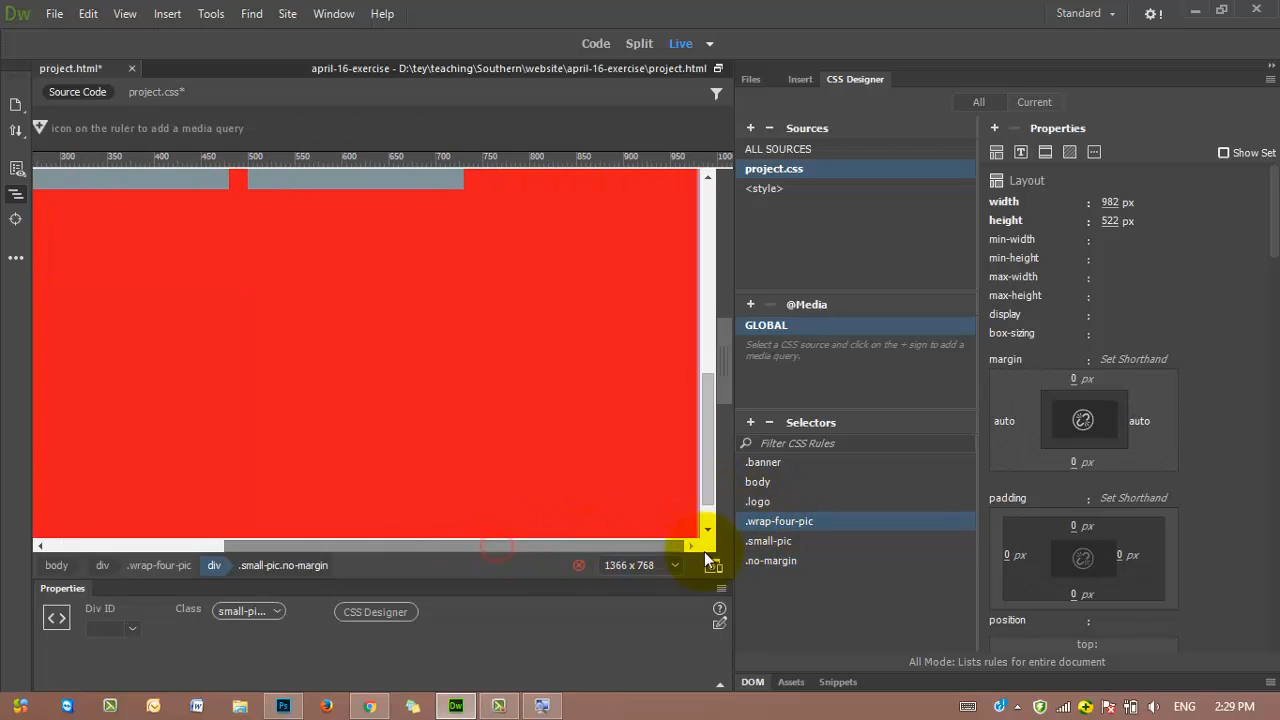 Dw File Edit View Insert Tools Find Site Window Help Standard !
Code Split Live
project.html* april-16-exercise - D:\tey\teaching\Southern\website\april-16-exercise\project.html
Source Code project.css*
icon on the ruler to add a media query
300 350 400 450 500 550 600 650 700 750 800 850 900 950 1000
body div .wrap-four-pic div .small-pic.no-margin 1366 x 768
Properties
Div ID Class small-pi... CSS Designer
Files Insert CSS Designer
All Current
Sources
ALL SOURCES
project.css
<style>
@Media
GLOBAL
Select a CSS source and click on the + sign to add a
media query.
Selectors
Filter CSS Rules
.banner
body
.logo
.wrap-four-pic
.small-pic
.no-margin
Properties
Show Set
Layout
width : 982 px
height : 522 px
min-width :
min-height :
max-width :
max-height :
display :
box-sizing :
margin : Set Shorthand
0 px
auto auto
0 px
padding : Set Shorthand
0 px
0 px 0 px
0 px
position :
top:
All Mode: Lists rules for entire document
DOM Assets Snippets
Ps Dw ENG 2:29 PM